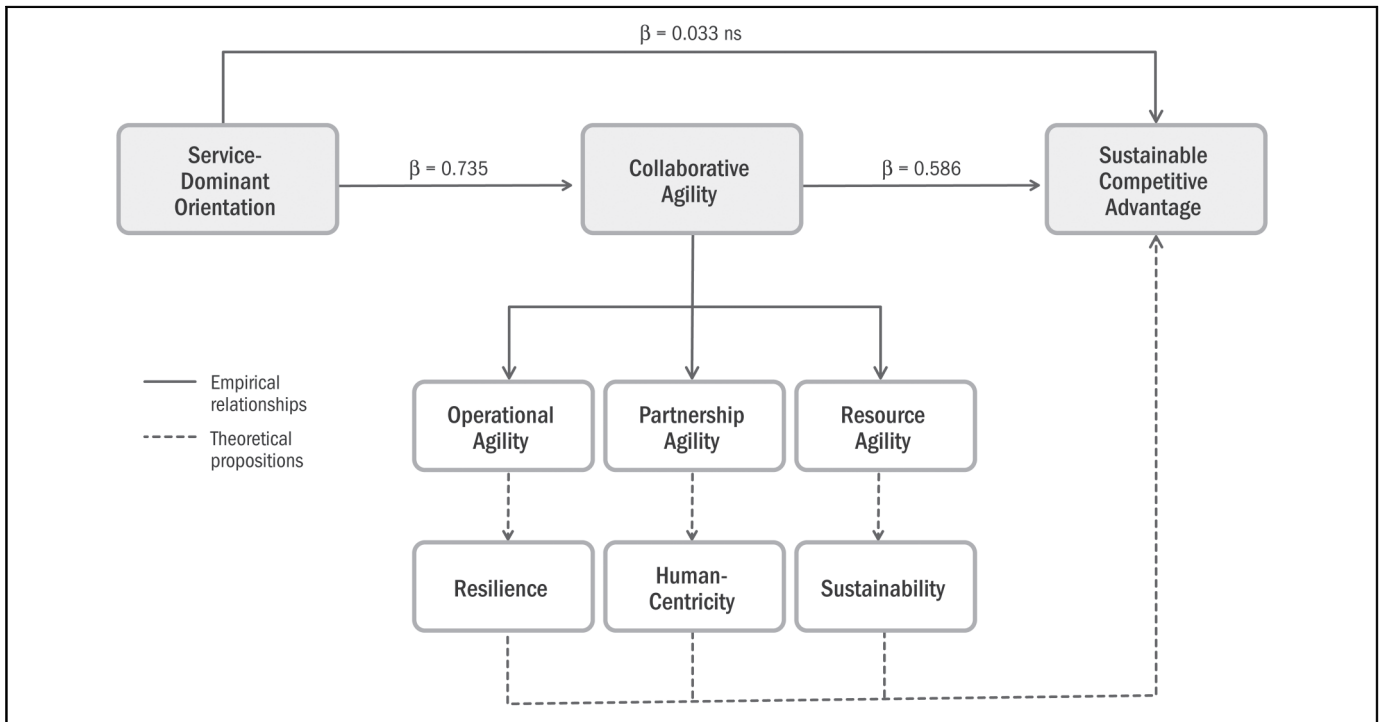 β = 0.033 ns
Service-
Dominant
Orientation
β = 0.735
Collaborative
Agility
β = 0.586
Sustainable
Competitive
Advantage
Empirical
relationships
Theoretical
propositions
Operational
Agility
Partnership
Agility
Resource
Agility
Resilience
Human-
Centricity
Sustainability